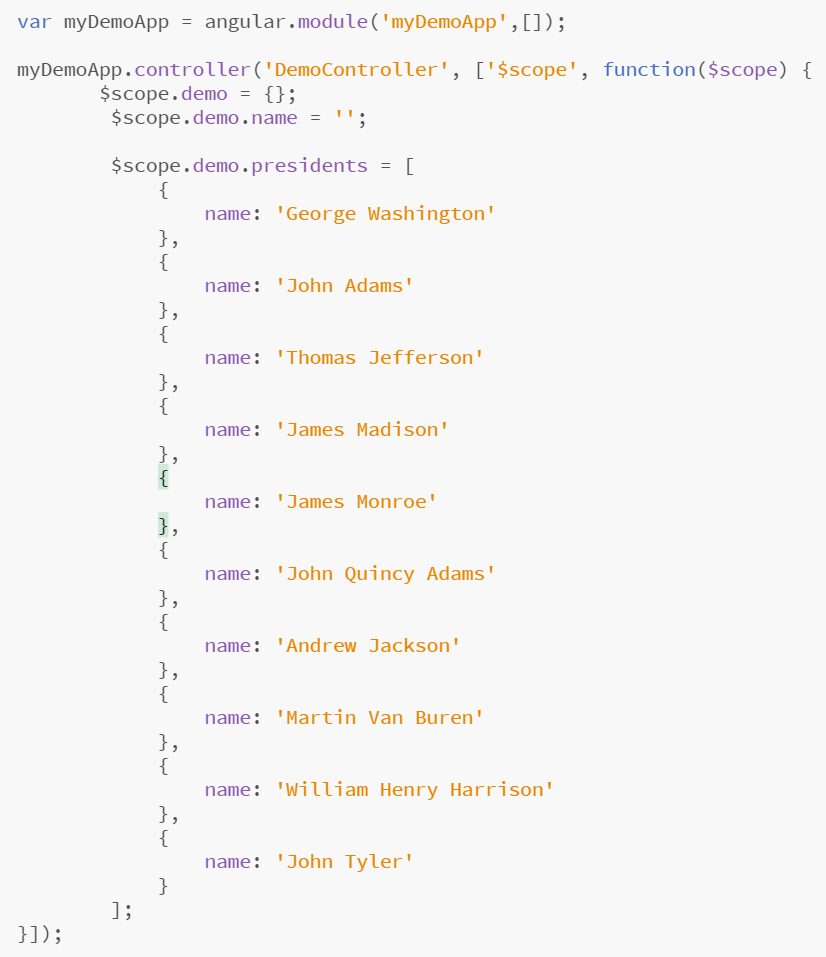 var myDemoApp = angular.module('myDemoApp',[]);

myDemoApp.controller('DemoController', ['$scope', function($scope) {
       $scope.demo = {};
        $scope.demo.name = '';

        $scope.demo.presidents = [
            {
                name: 'George Washington'
            },
            {
                name: 'John Adams'
            },
            {
                name: 'Thomas Jefferson'
            },
            {
                name: 'James Madison'
            },
            {
                name: 'James Monroe'
            },
            {
                name: 'John Quincy Adams'
            },
            {
                name: 'Andrew Jackson'
            },
            {
                name: 'Martin Van Buren'
            },
            {
                name: 'William Henry Harrison'
            },
            {
                name: 'John Tyler'
            }
        ];
}]);